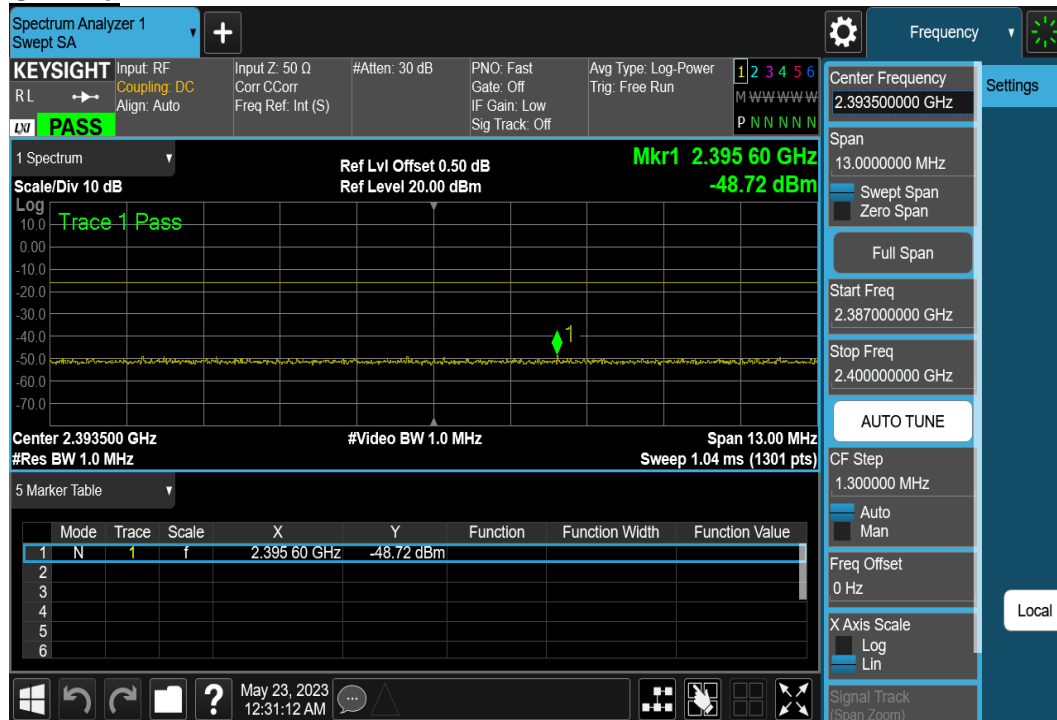 Spectrum Analyzer 1
Swept SA
Frequency
KEYSIGHT
RL
LXI
PASS
Input: RF
Coupling: DC
Align: Auto
Input Z: 50 Ω
Corr CCorr
Freq Ref: Int (S)
#Atten: 30 dB
PNO: Fast
Gate: Off
IF Gain: Low
Sig Track: Off
Avg Type: Log-Power
Trig: Free Run
1 2 3 4 5 6
M W W W W W
P N N N N N
1 Spectrum
Scale/Div 10 dB
Ref Lvl Offset 0.50 dB
Ref Level 20.00 dBm
Mkr1 2.395 60 GHz
-48.72 dBm
Log
Trace 1 Pass
10.0
0.00
-10.0
-20.0
-30.0
-40.0
-50.0
-60.0
-70.0
1
Center 2.393500 GHz
#Video BW 1.0 MHz
Span 13.00 MHz
#Res BW 1.0 MHz
Sweep 1.04 ms (1301 pts)
5 Marker Table
Mode Trace Scale X Y Function Function Width Function Value
1 N 1 f 2.395 60 GHz -48.72 dBm
2
3
4
5
6
May 23, 2023
12:31:12 AM
Center Frequency
2.393500000 GHz
Span
13.0000000 MHz
Swept Span
Zero Span
Full Span
Start Freq
2.387000000 GHz
Stop Freq
2.400000000 GHz
AUTO TUNE
CF Step
1.300000 MHz
Auto
Man
Freq Offset
0 Hz
X Axis Scale
Log
Lin
Signal Track
(Span Zoom)
Settings
Local